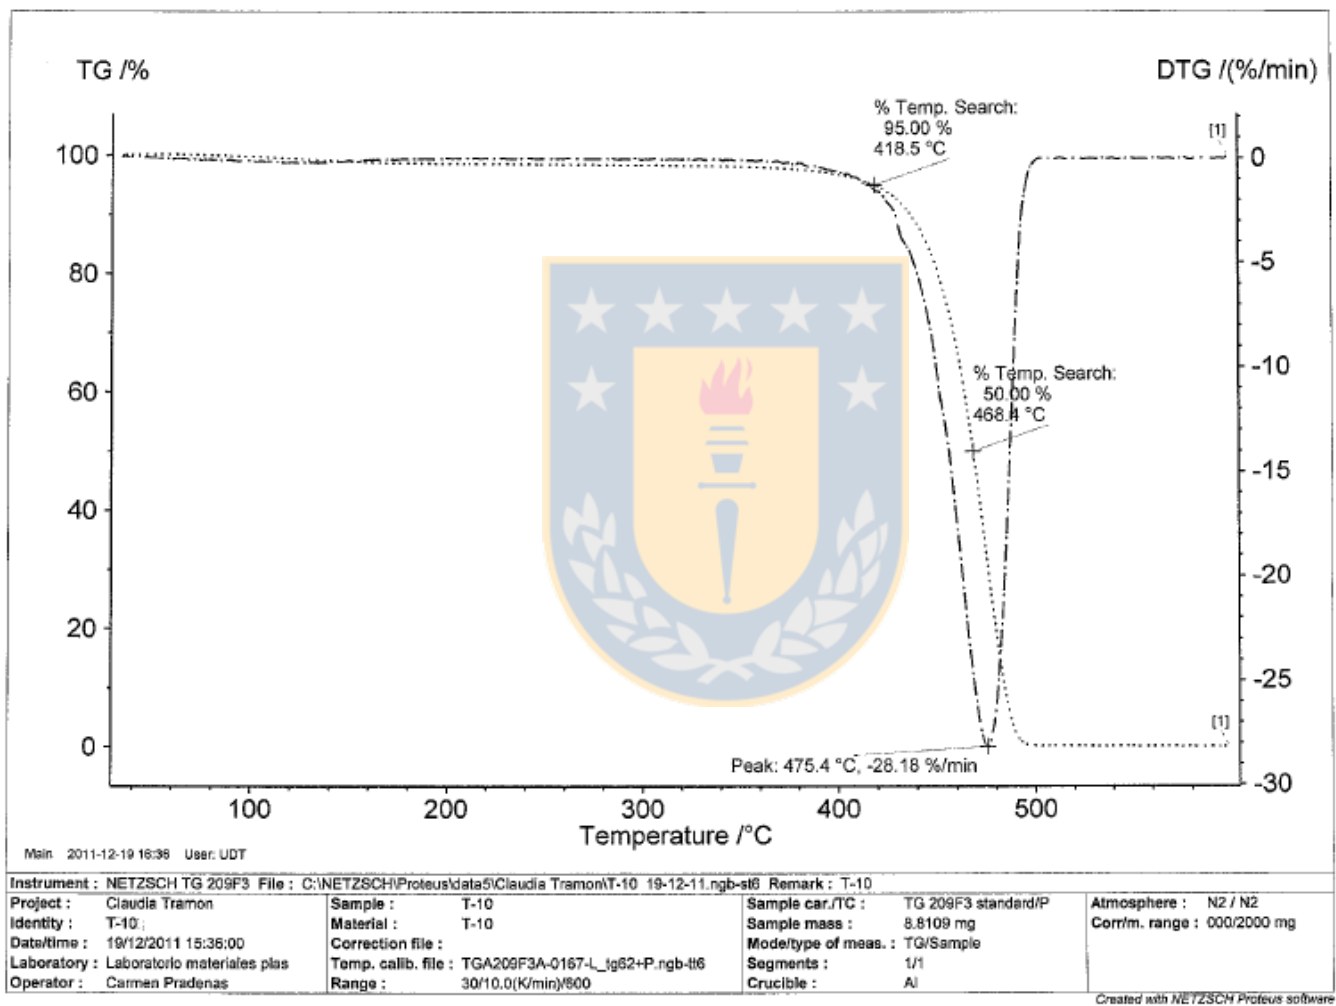 TG /%
DTG /(%/min)
% Temp. Search:
95.00 %
418.5 °C
[1]
100
80
60
40
20
0
0
-5
-10
-15
-20
-25
-30
% Temp. Search:
50.00 %
468.4 °C
[1]
Peak: 475.4 °C, -28.18 %/min
100 200 300 400 500
Temperature /°C
Main 2011-12-19 16:36 User: UDT
Instrument : NETZSCH TG 209F3 File : C:\NETZSCH\Proteus\data5\Claudia Tramon\T-10 19-12-11.ngb-st6 Remark : T-10
Project : Claudia Tramon Sample : T-10 Sample car./TC : TG 209F3 standard/P Atmosphere : N2 / N2
Identity : T-10 Material : T-10 Sample mass : 8.8109 mg Corr/m. range : 000/2000 mg
Date/time : 19/12/2011 15:36:00 Correction file : Mode/type of meas. : TG/Sample
Laboratory : Laboratorio materiales plas Temp. calib. file : TGA209F3A-0167-L_tg62+P.ngb-tt6 Segments : 1/1
Operator : Carmen Pradenas Range : 30/10.0(K/min)/600 Crucible : Al
Created with NETZSCH Proteus software